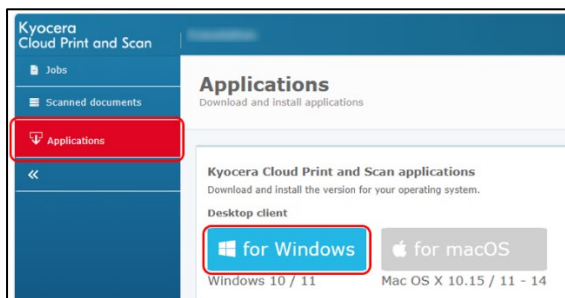 Kyocera
Cloud Print and Scan
Jobs
Scanned documents
Applications
«
Applications
Download and install applications
Kyocera Cloud Print and Scan applications
Download and install the version for your operating system.
Desktop client
for Windows
for macOS
Windows 10 / 11
Mac OS X 10.15 / 11 - 14